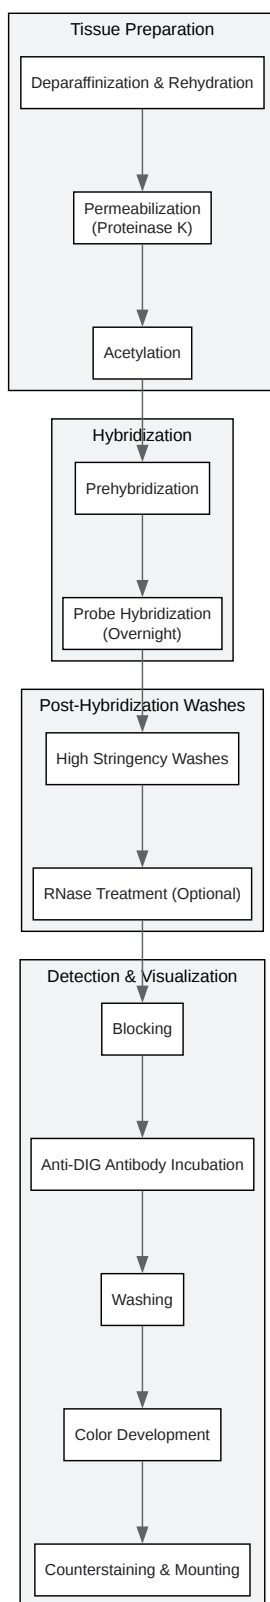 Tissue Preparation
Deparaffinization & Rehydration
Permeabilization
(Proteinase K)
Acetylation
Hybridization
Prehybridization
Probe Hybridization
(Overnight)
Post-Hybridization Washes
High Stringency Washes
RNase Treatment (Optional)
Detection & Visualization
Blocking
Anti-DIG Antibody Incubation
Washing
Color Development
Counterstaining & Mounting